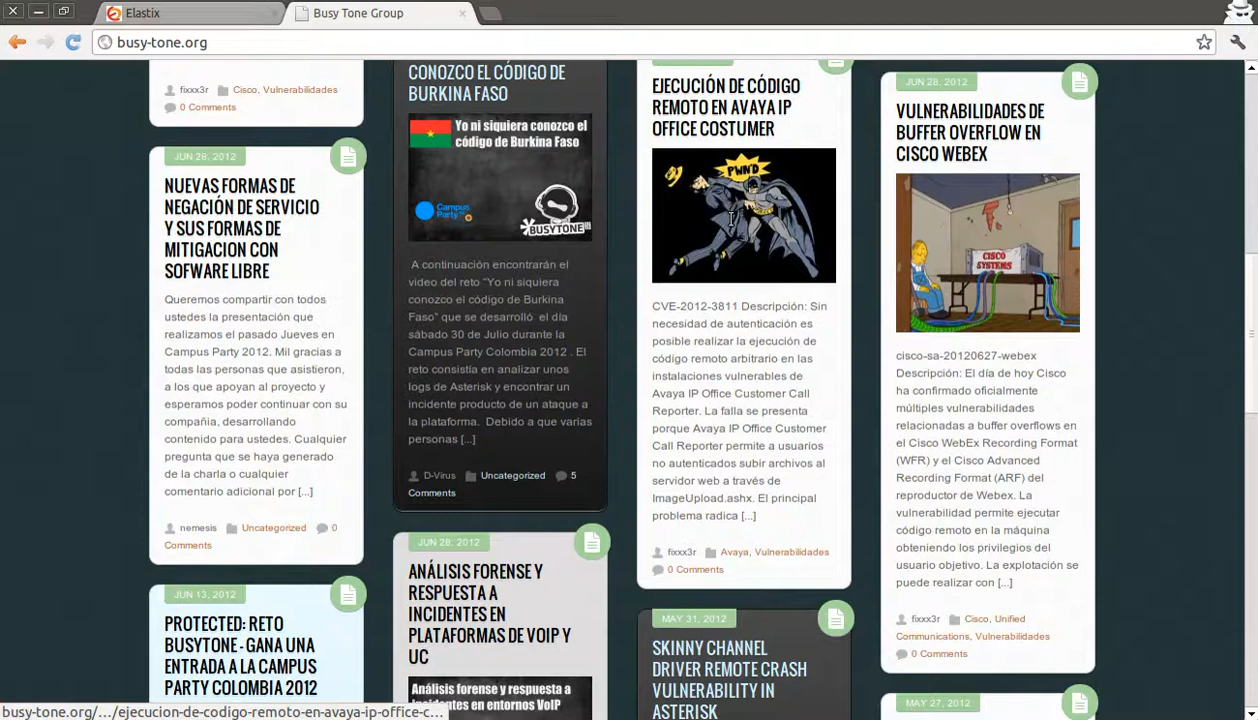 Elastix
Busy Tone Group
busy-tone.org
fixxx3r Cisco, Vulnerabilidades
0 Comments
JUN 28, 2012
NUEVAS FORMAS DE
NEGACIÓN DE SERVICIO
Y SUS FORMAS DE
MITIGACION CON
SOFWARE LIBRE
Queremos compartir con todos
ustedes la presentación que
realizamos el pasado Jueves en
Campus Party 2012. Mil gracias a
todas las personas que asistieron,
a los que apoyan al proyecto y
esperamos poder continuar con su
compañia, desarrollando
contenido para ustedes. Cualquier
pregunta que se haya generado
de la charla o cualquier
comentario adicional por [...]
nemesis Uncategorized 0
Comments
JUN 13, 2012
PROTECTED: RETO
BUSYTONE – GANA UNA
ENTRADA A LA CAMPUS
PARTY COLOMBIA 2012
CONOZCO EL CÓDIGO DE
BURKINA FASO
Yo ni siquiera conozco el
código de Burkina Faso
Campus
Party
BUSYTONE
A continuación encontrarán el
video del reto “Yo ni siquiera
conozco el código de Burkina
Faso” que se desarrolló el día
sábado 30 de Julio durante la
Campus Party Colombia 2012 . El
reto consistía en analizar unos
logs de Asterisk y encontrar un
incidente producto de un ataque a
la plataforma. Debido a que varias
personas [...]
D-Virus Uncategorized 5
Comments
JUN 28, 2012
ANÁLISIS FORENSE Y
RESPUESTA A
INCIDENTES EN
PLATAFORMAS DE VOIP Y
UC
Análisis forense y respuesta a
incidentes en entornos VoIP
EJECUCIÓN DE CÓDIGO
REMOTO EN AVAYA IP
OFFICE COSTUMER
PWN'D
CVE-2012-3811 Descripción: Sin
necesidad de autenticación es
posible realizar la ejecución de
código remoto arbitrario en las
instalaciones vulnerables de
Avaya IP Office Customer Call
Reporter. La falla se presenta
porque Avaya IP Office Customer
Call Reporter permite a usuarios
no autenticados subir archivos al
servidor web a través de
ImageUpload.ashx. El principal
problema radica [...]
fixxx3r Avaya, Vulnerabilidades
0 Comments
MAY 31, 2012
SKINNY CHANNEL
DRIVER REMOTE CRASH
VULNERABILITY IN
ASTERISK
JUN 28, 2012
VULNERABILIDADES DE
BUFFER OVERFLOW EN
CISCO WEBEX
CISCO
SYSTEMS
cisco-sa-20120627-webex
Descripción: El día de hoy Cisco
ha confirmado oficialmente
múltiples vulnerabilidades
relacionadas a buffer overflows en
el Cisco WebEx Recording Format
(WFR) y el Cisco Advanced
Recording Format (ARF) del
reproductor de Webex. La
vulnerabilidad permite ejecutar
código remoto en la máquina
obteniendo los privilegios del
usuario objetivo. La explotación se
puede realizar con [...]
fixxx3r Cisco, Unified
Communications, Vulnerabilidades
0 Comments
MAY 27, 2012
busy-tone.org/.../ejecucion-de-codigo-remoto-en-avaya-ip-office-c...